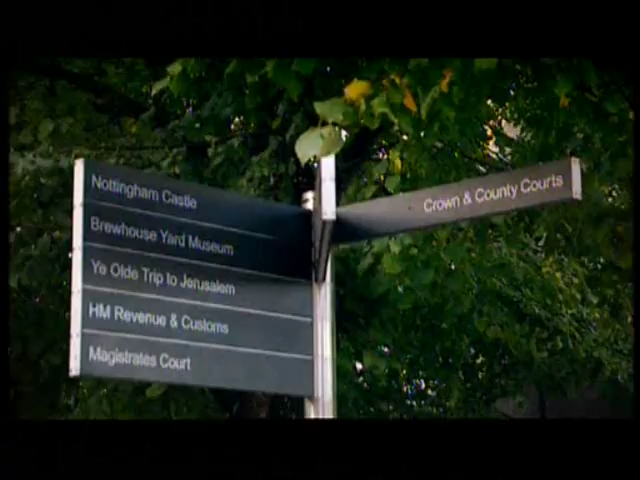 Nottingham Castle
Brewhouse Yard Museum
Ye Olde Trip to Jerusalem
HM Revenue & Customs
Magistrates Court
Crown & County Courts